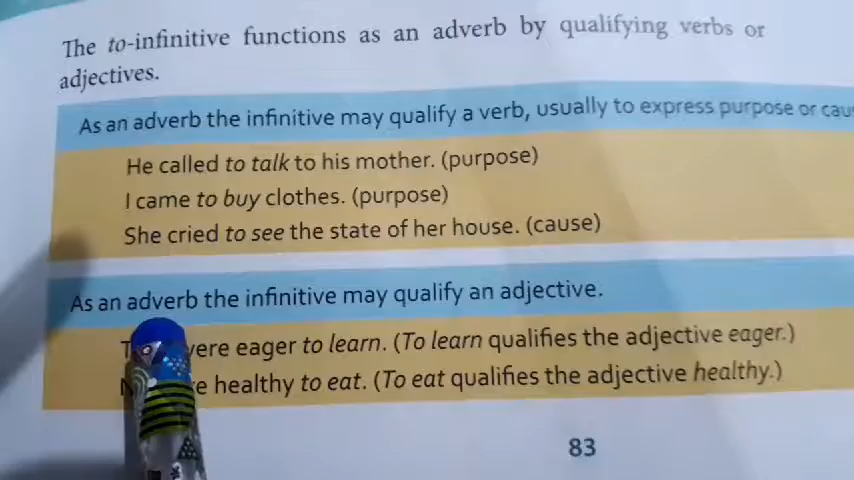 The to-infinitive functions as an adverb by qualifying verbs or
adjectives.
As an adverb the infinitive may qualify a verb, usually to express purpose or
He called to talk to his mother. (purpose)
I came to buy clothes. (purpose)
She cried to see the state of her house. (cause)
As an adverb the infinitive may qualify an adjective.
eager to learn. (To learn qualifies the adjective eager.)
healthy to eat. (To eat qualifies the adjective healthy.)
83